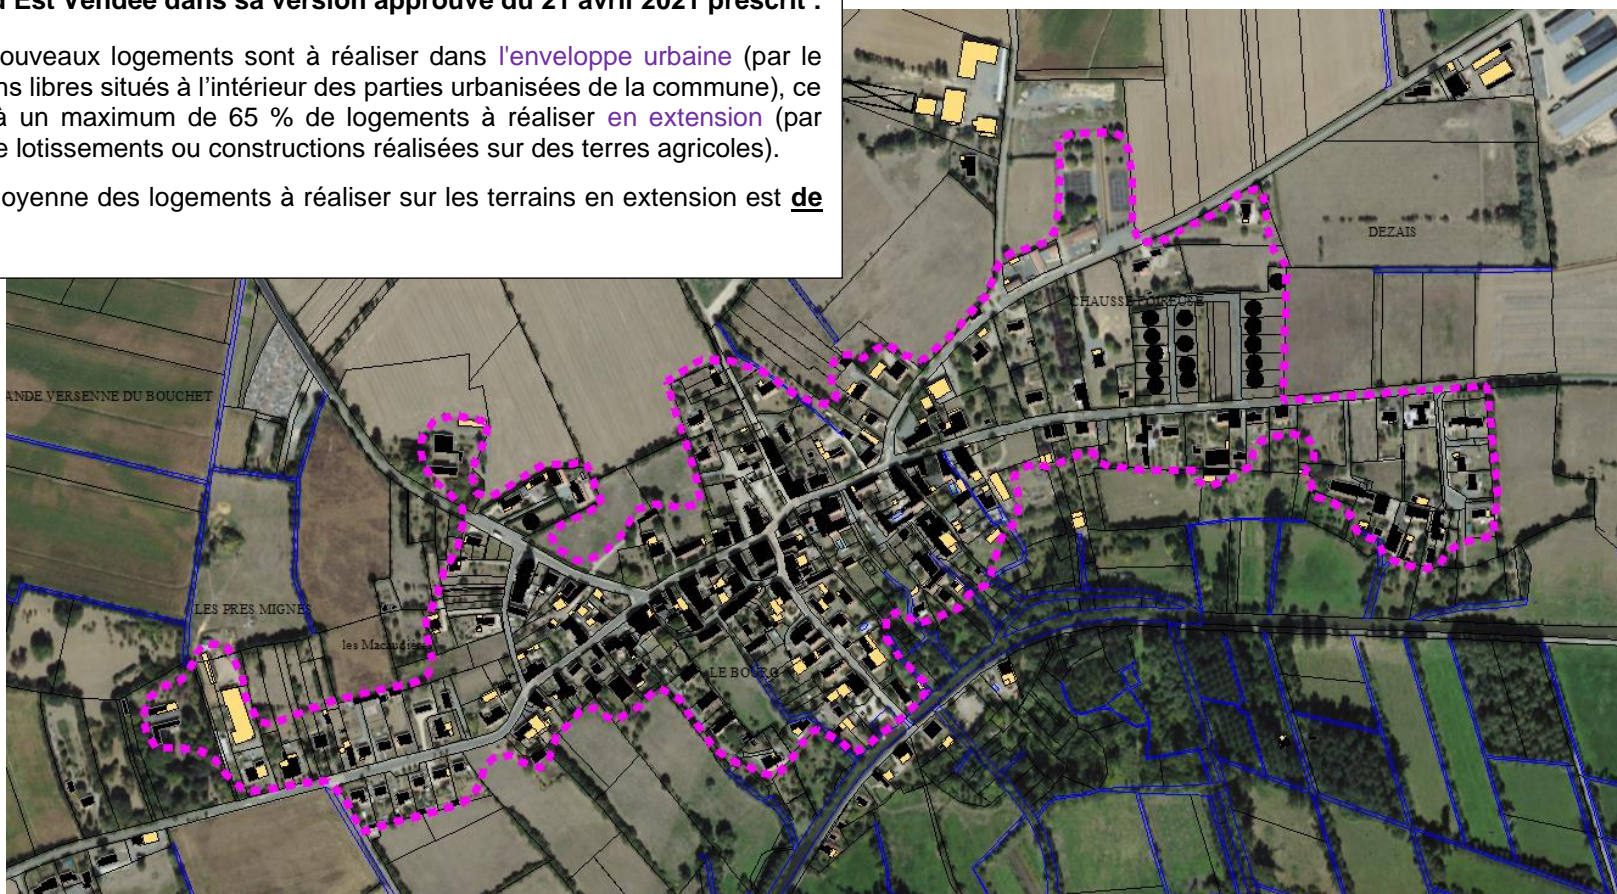 d'Est Vendée dans sa version approuvé du 21 avril 2021 prescrit :
nouveaux logements sont à réaliser dans l'enveloppe urbaine (par le
ns libres situés à l'intérieur des parties urbanisées de la commune), ce
à un maximum de 65 % de logements à réaliser en extension (par
e lotissements ou constructions réalisées sur des terres agricoles).
oyenne des logements à réaliser sur les terrains en extension est de
DEZAIS
CHAUSSE POIREUSE
ANDE VERSENNE DU BOUCHET
LES PRES MIGNES
les Macaudières
LE BOURG